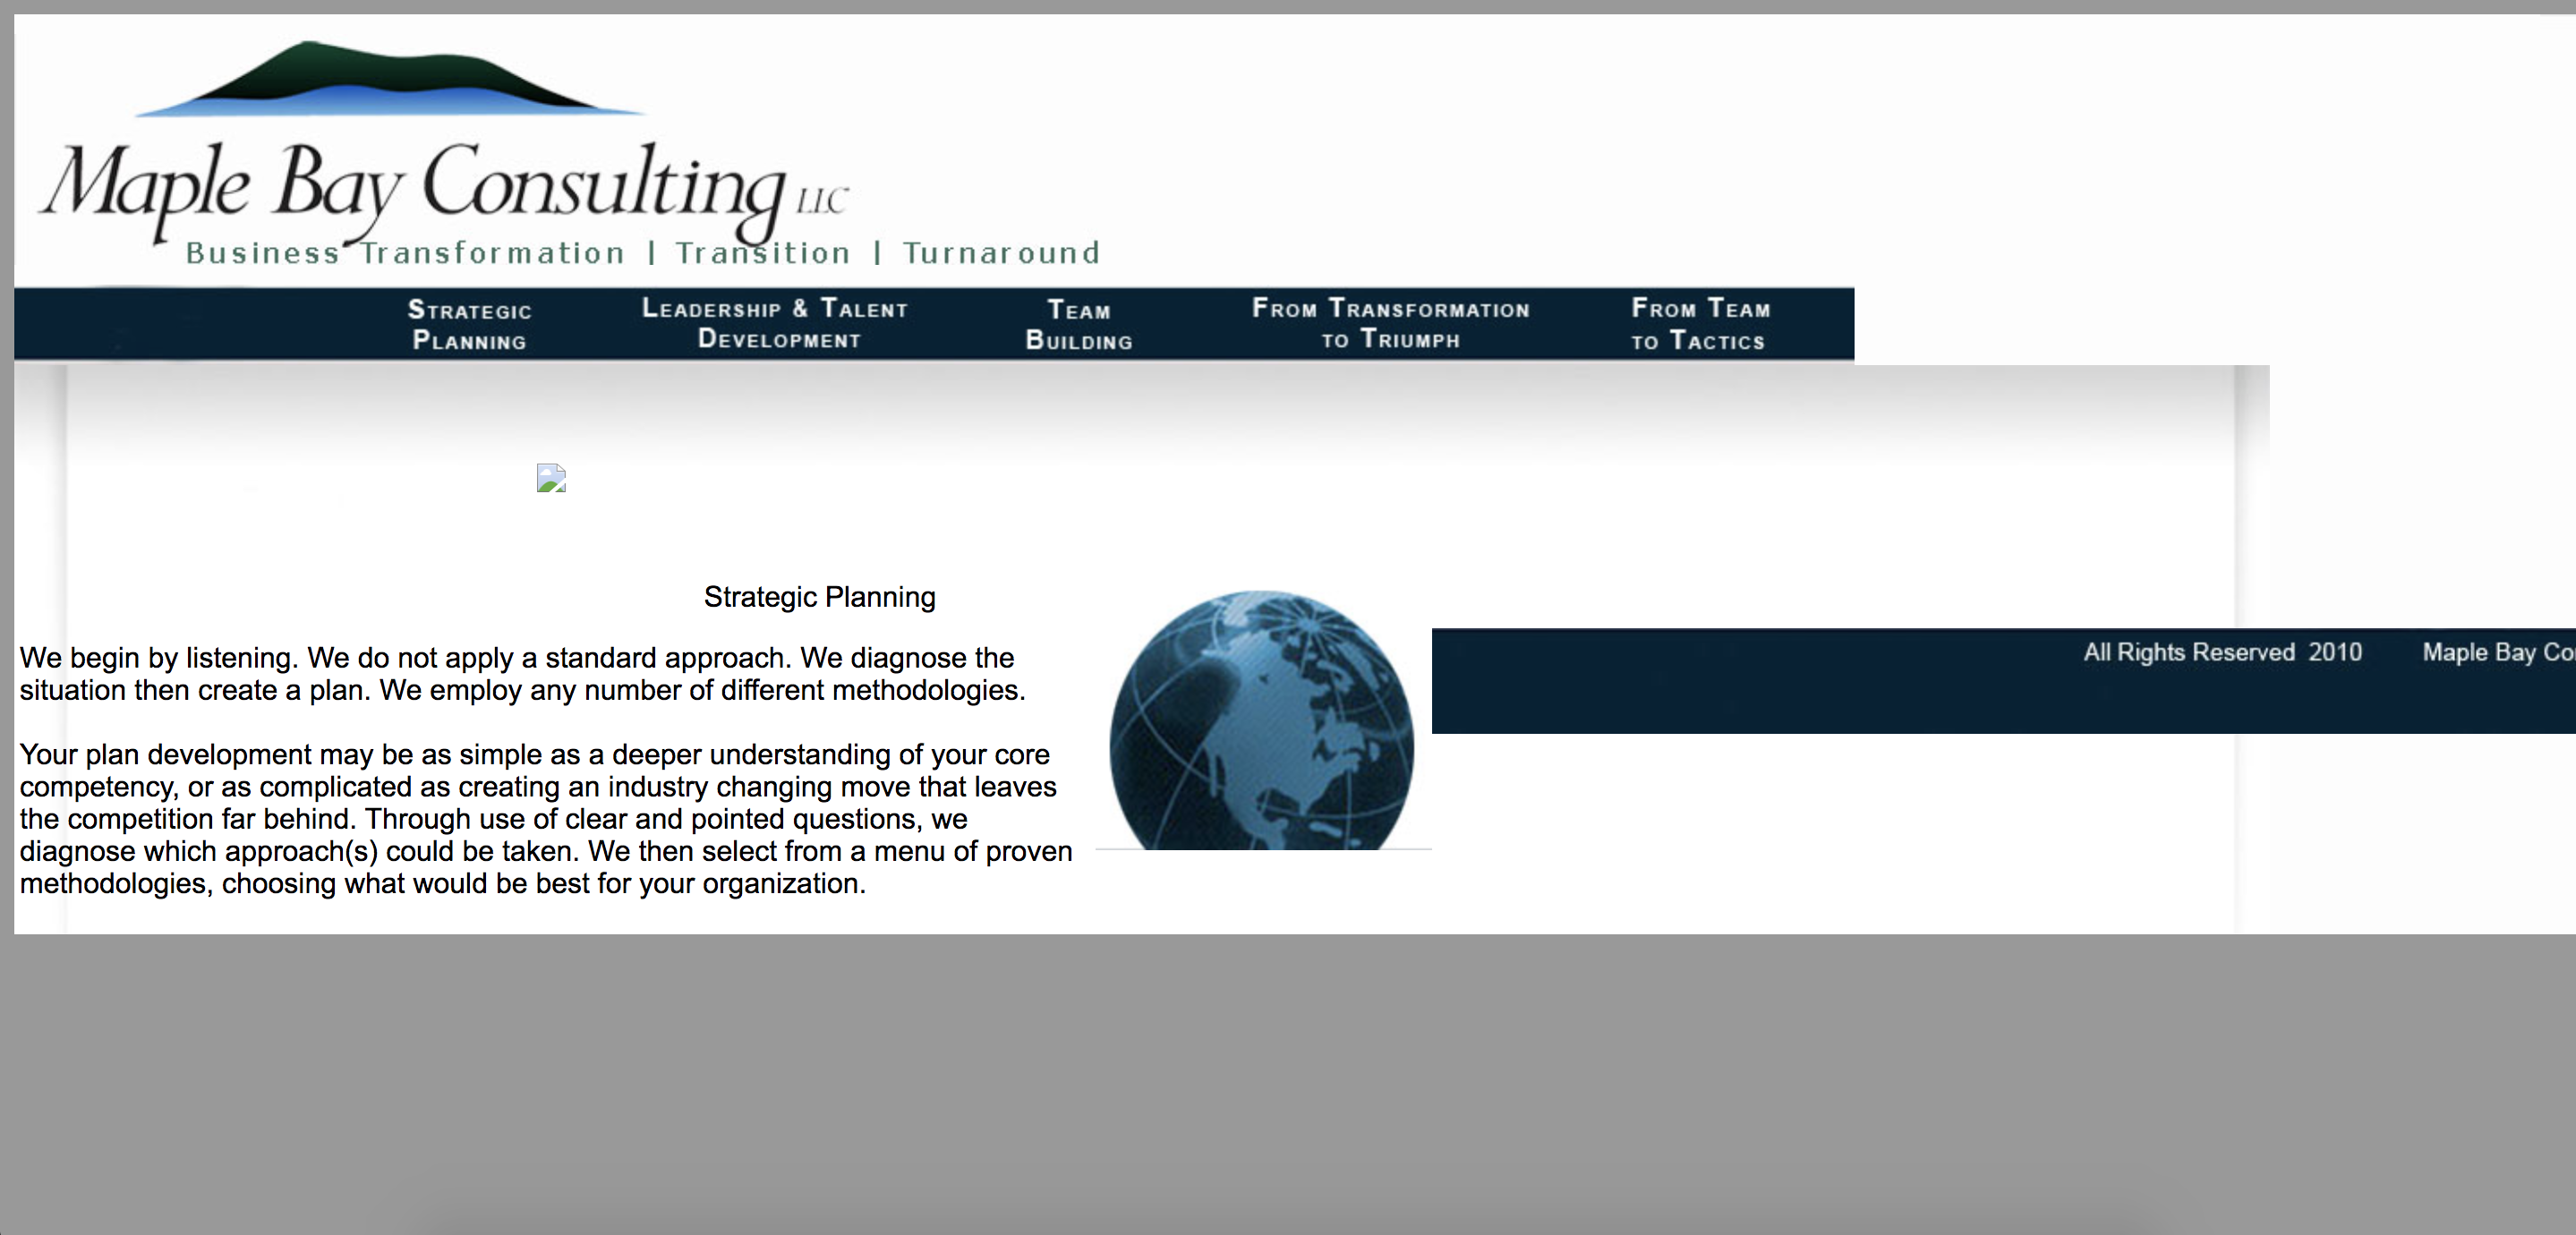 Maple Bay Consulting LLC
Business Transformation | Transition | Turnaround
Strategic Planning
Leadership & Talent Development
Team Building
From Transformation to Triumph
From Team to Tactics
Strategic Planning
We begin by listening. We do not apply a standard approach. We diagnose the
situation then create a plan. We employ any number of different methodologies.
Your plan development may be as simple as a deeper understanding of your core
competency, or as complicated as creating an industry changing move that leaves
the competition far behind. Through use of clear and pointed questions, we
diagnose which approach(s) could be taken. We then select from a menu of proven
methodologies, choosing what would be best for your organization.
All Rights Reserved 2010 Maple Bay